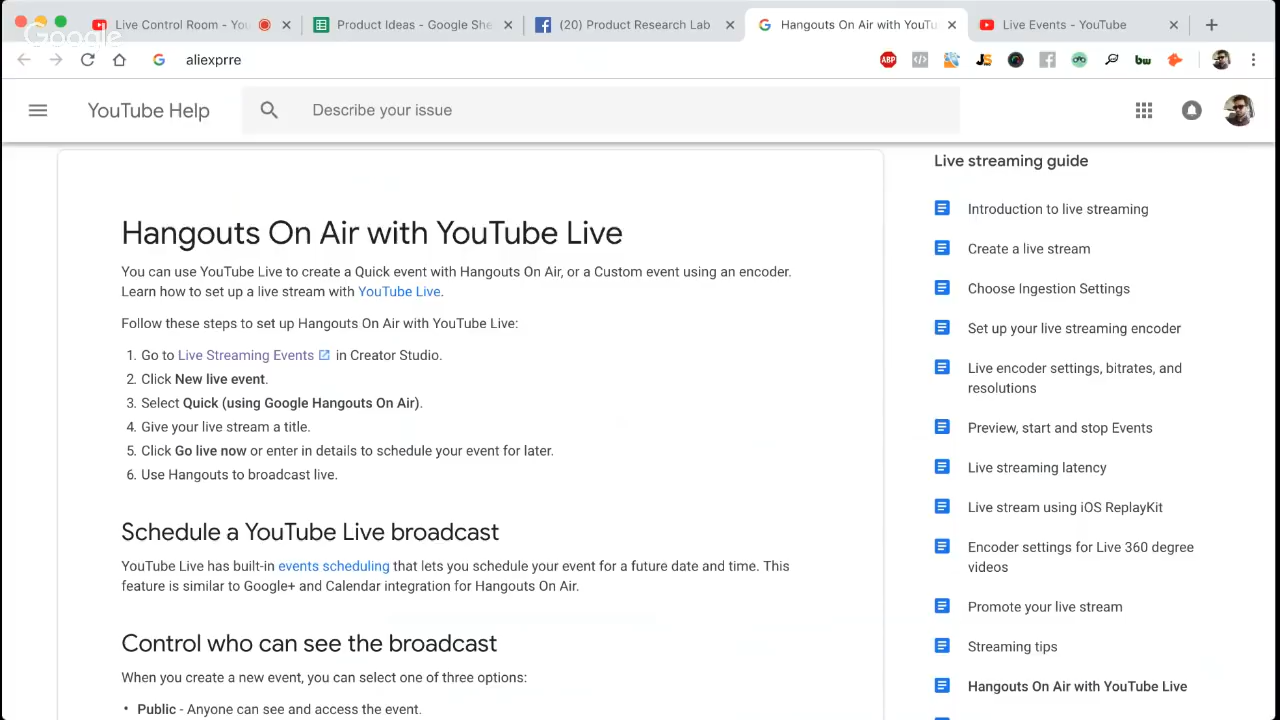 Live Control Room - You
Product Ideas - Google She
(20) Product Research Lab
Hangouts On Air with YouTu
Live Events - YouTube
Google
aliexprre
ABP
JS
bw
YouTube Help
Describe your issue
Hangouts On Air with YouTube Live
You can use YouTube Live to create a Quick event with Hangouts On Air, or a Custom event using an encoder.
Learn how to set up a live stream with YouTube Live.
Follow these steps to set up Hangouts On Air with YouTube Live:
1. Go to Live Streaming Events in Creator Studio.
2. Click New live event.
3. Select Quick (using Google Hangouts On Air).
4. Give your live stream a title.
5. Click Go live now or enter in details to schedule your event for later.
6. Use Hangouts to broadcast live.
Schedule a YouTube Live broadcast
YouTube Live has built-in events scheduling that lets you schedule your event for a future date and time. This
feature is similar to Google+ and Calendar integration for Hangouts On Air.
Control who can see the broadcast
When you create a new event, you can select one of three options:
• Public - Anyone can see and access the event.
Live streaming guide
Introduction to live streaming
Create a live stream
Choose Ingestion Settings
Set up your live streaming encoder
Live encoder settings, bitrates, and
resolutions
Preview, start and stop Events
Live streaming latency
Live stream using iOS ReplayKit
Encoder settings for Live 360 degree
videos
Promote your live stream
Streaming tips
Hangouts On Air with YouTube Live